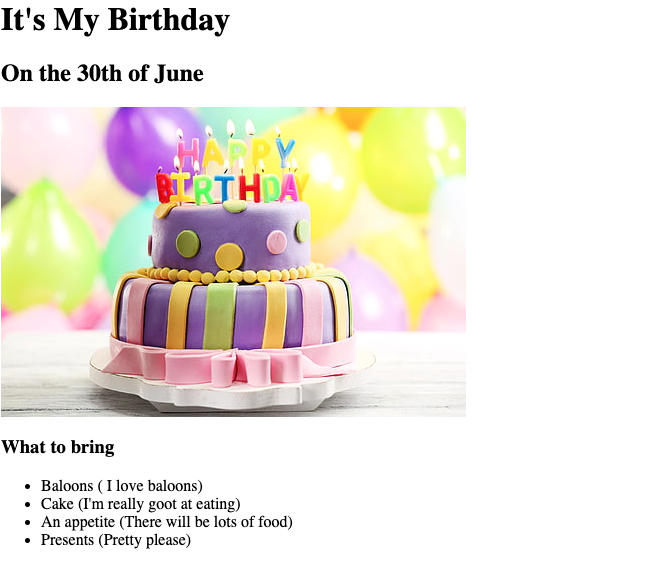 It's My Birthday
On the 30th of June
HAPPY
BIRTHDAY
What to bring
Baloons ( I love baloons)
Cake (I'm really goot at eating)
An appetite (There will be lots of food)
Presents (Pretty please)